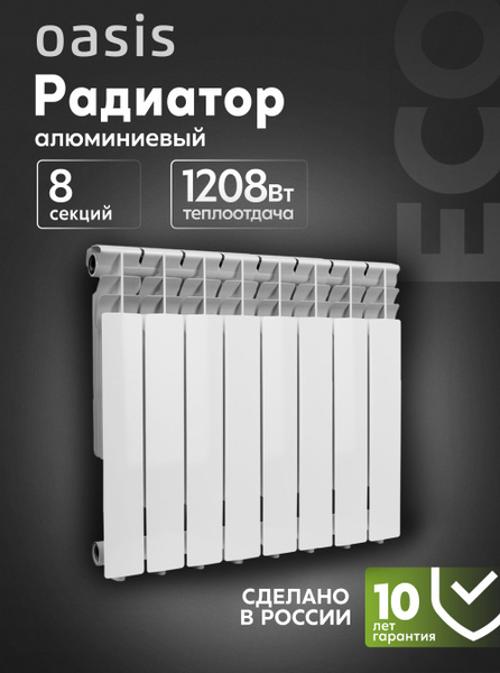 oasis
Радиатор
алюминиевый
8
секций
1208Вт
теплоотдача
ECO
СДЕЛАНО
В РОССИИ
10
лет
гарантия